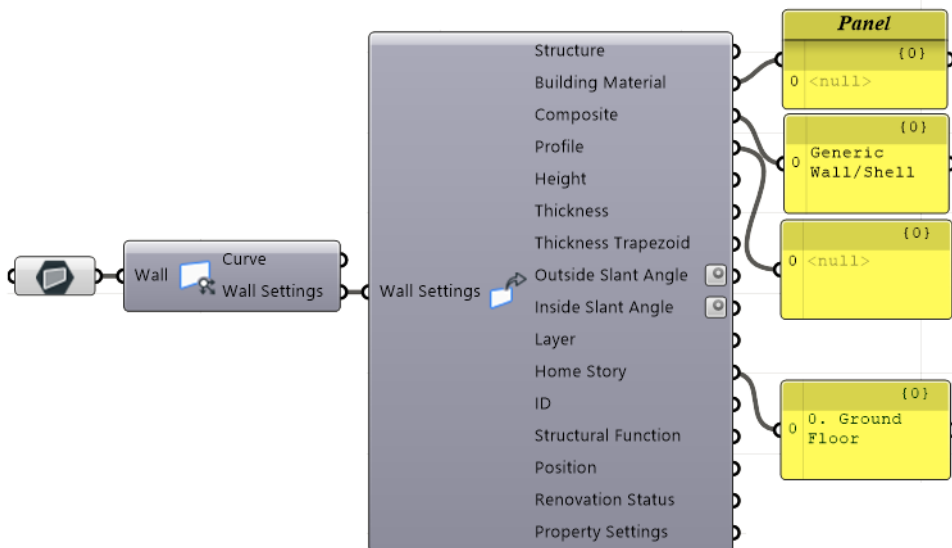 Wall
Curve
Wall Settings
Wall Settings
Structure
Building Material
Composite
Profile
Height
Thickness
Thickness Trapezoid
Outside Slant Angle
Inside Slant Angle
Layer
Home Story
ID
Structural Function
Position
Renovation Status
Property Settings
Panel
{0}
0 <null>
{0}
0 Generic
Wall/Shell
{0}
0 <null>
{0}
0 0. Ground
Floor